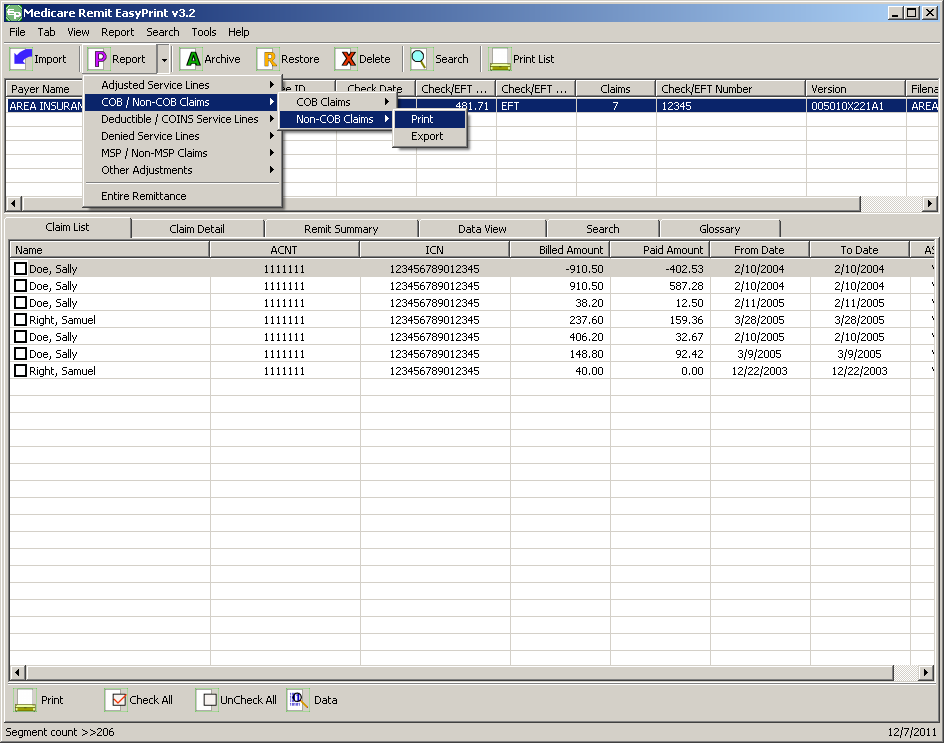 Medicare Remit EasyPrint v3.2
File Tab View Report Search Tools Help
Import P Report A Archive R Restore X Delete Search Print List
Payer Name ee ID Check Date Check/EFT ... Check/EFT ... Claims Check/EFT Number Version Filena
AREA INSURAN 481.71 EFT 7 12345 005010X221A1 AREA
Adjusted Service Lines
COB / Non-COB Claims
Deductible / COINS Service Lines
Denied Service Lines
MSP / Non-MSP Claims
Other Adjustments
Entire Remittance
COB Claims
Non-COB Claims
Print
Export
Claim List Claim Detail Remit Summary Data View Search Glossary
Name ACNT ICN Billed Amount Paid Amount From Date To Date AS
Doe, Sally 1111111 123456789012345 -910.50 -402.53 2/10/2004 2/10/2004
Doe, Sally 1111111 123456789012345 910.50 587.28 2/10/2004 2/10/2004
Doe, Sally 1111111 123456789012345 38.20 12.50 2/11/2005 2/11/2005
Right, Samuel 1111111 123456789012345 237.60 159.36 3/28/2005 3/28/2005
Doe, Sally 1111111 123456789012345 406.20 32.67 2/10/2005 2/10/2005
Doe, Sally 1111111 123456789012345 148.80 92.42 3/9/2005 3/9/2005
Right, Samuel 1111111 123456789012345 40.00 0.00 12/22/2003 12/22/2003
Print Check All UnCheck All Data
Segment count >>206 12/7/2011